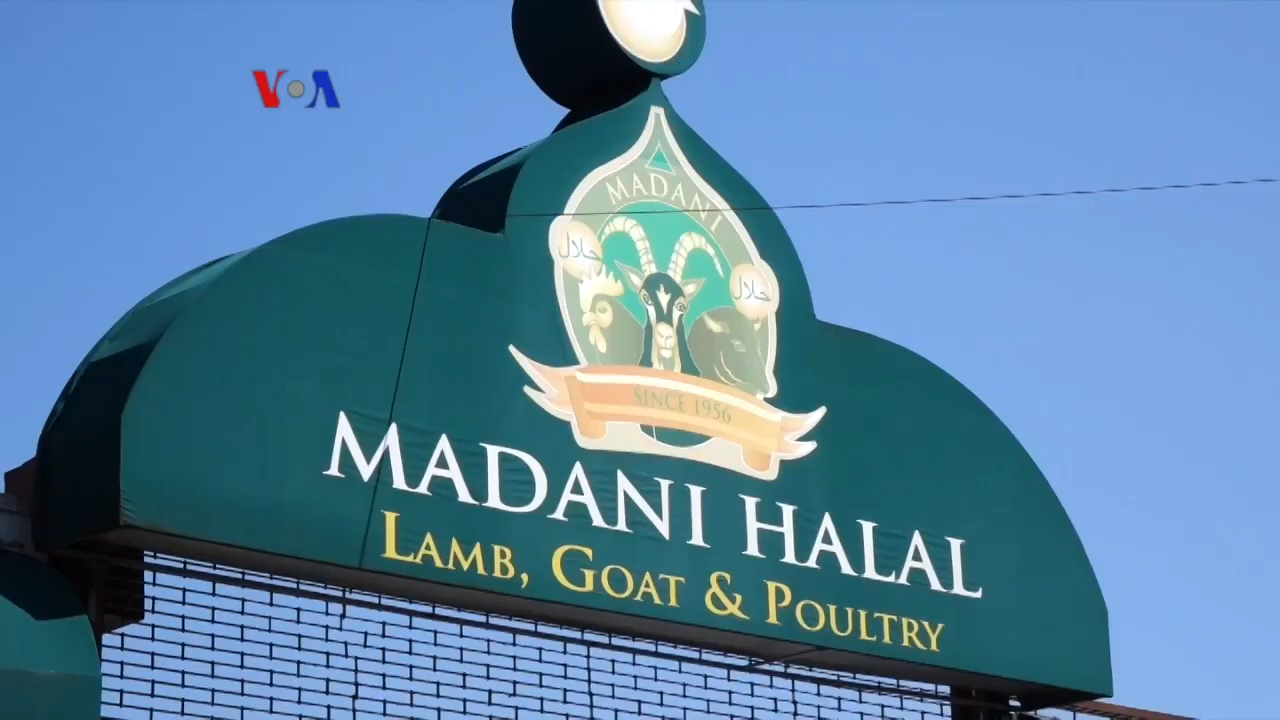 VOA
MADANI
حلال
حلال
SINCE 1956
MADANI HALAL
LAMB, GOAT & POULTRY